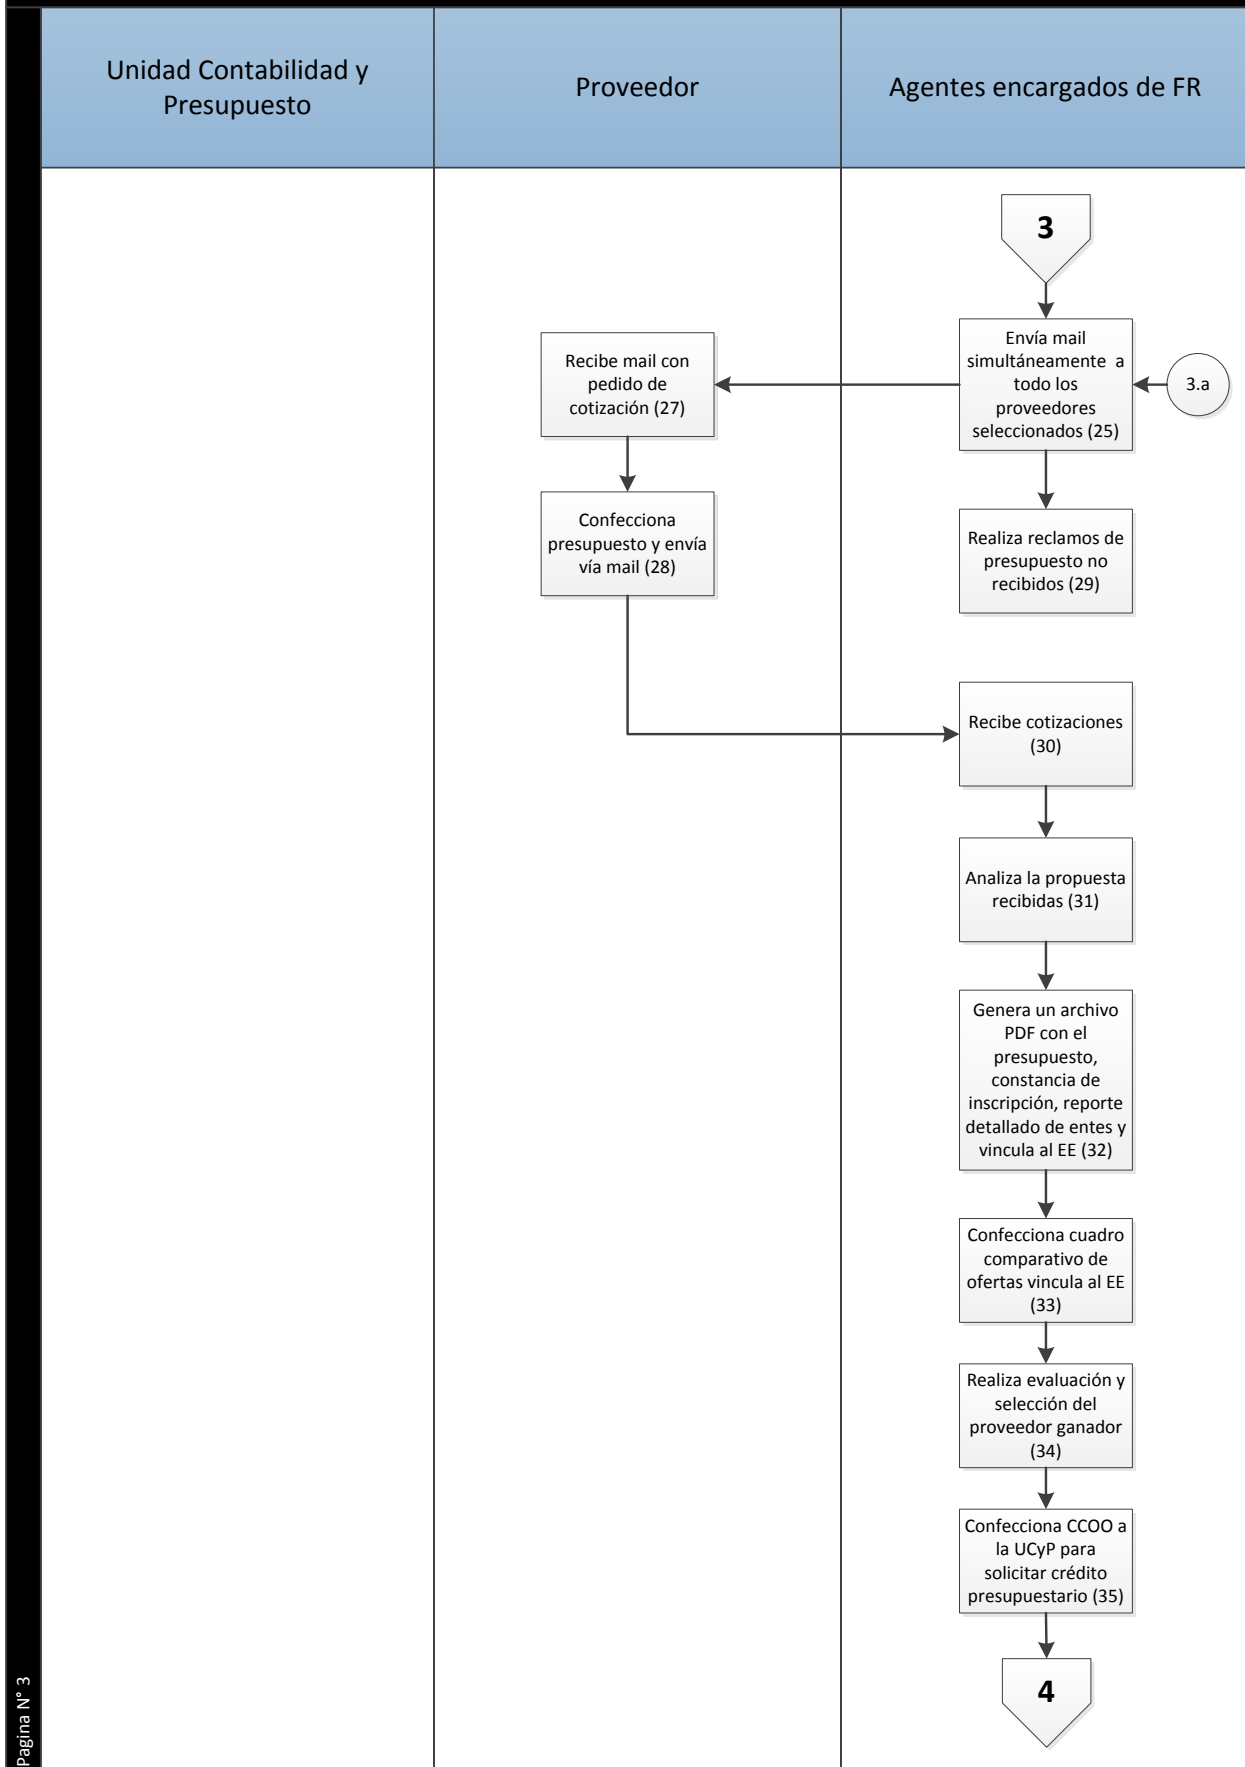 Unidad Contabilidad y
Presupuesto
Proveedor
Agentes encargados de FR
3
Envía mail
simultáneamente a
todo los
proveedores
seleccionados (25)
3.a
Recibe mail con
pedido de
cotización (27)
Confecciona
presupuesto y envía
vía mail (28)
Realiza reclamos de
presupuesto no
recibidos (29)
Recibe cotizaciones
(30)
Analiza la propuesta
recibidas (31)
Genera un archivo
PDF con el
presupuesto,
constancia de
inscripción, reporte
detallado de entes y
vincula al EE (32)
Confecciona cuadro
comparativo de
ofertas vincula al EE
(33)
Realiza evaluación y
selección del
proveedor ganador
(34)
Confecciona CCOO a
la UCyP para
solicitar crédito
presupuestario (35)
4
Pagina N° 3